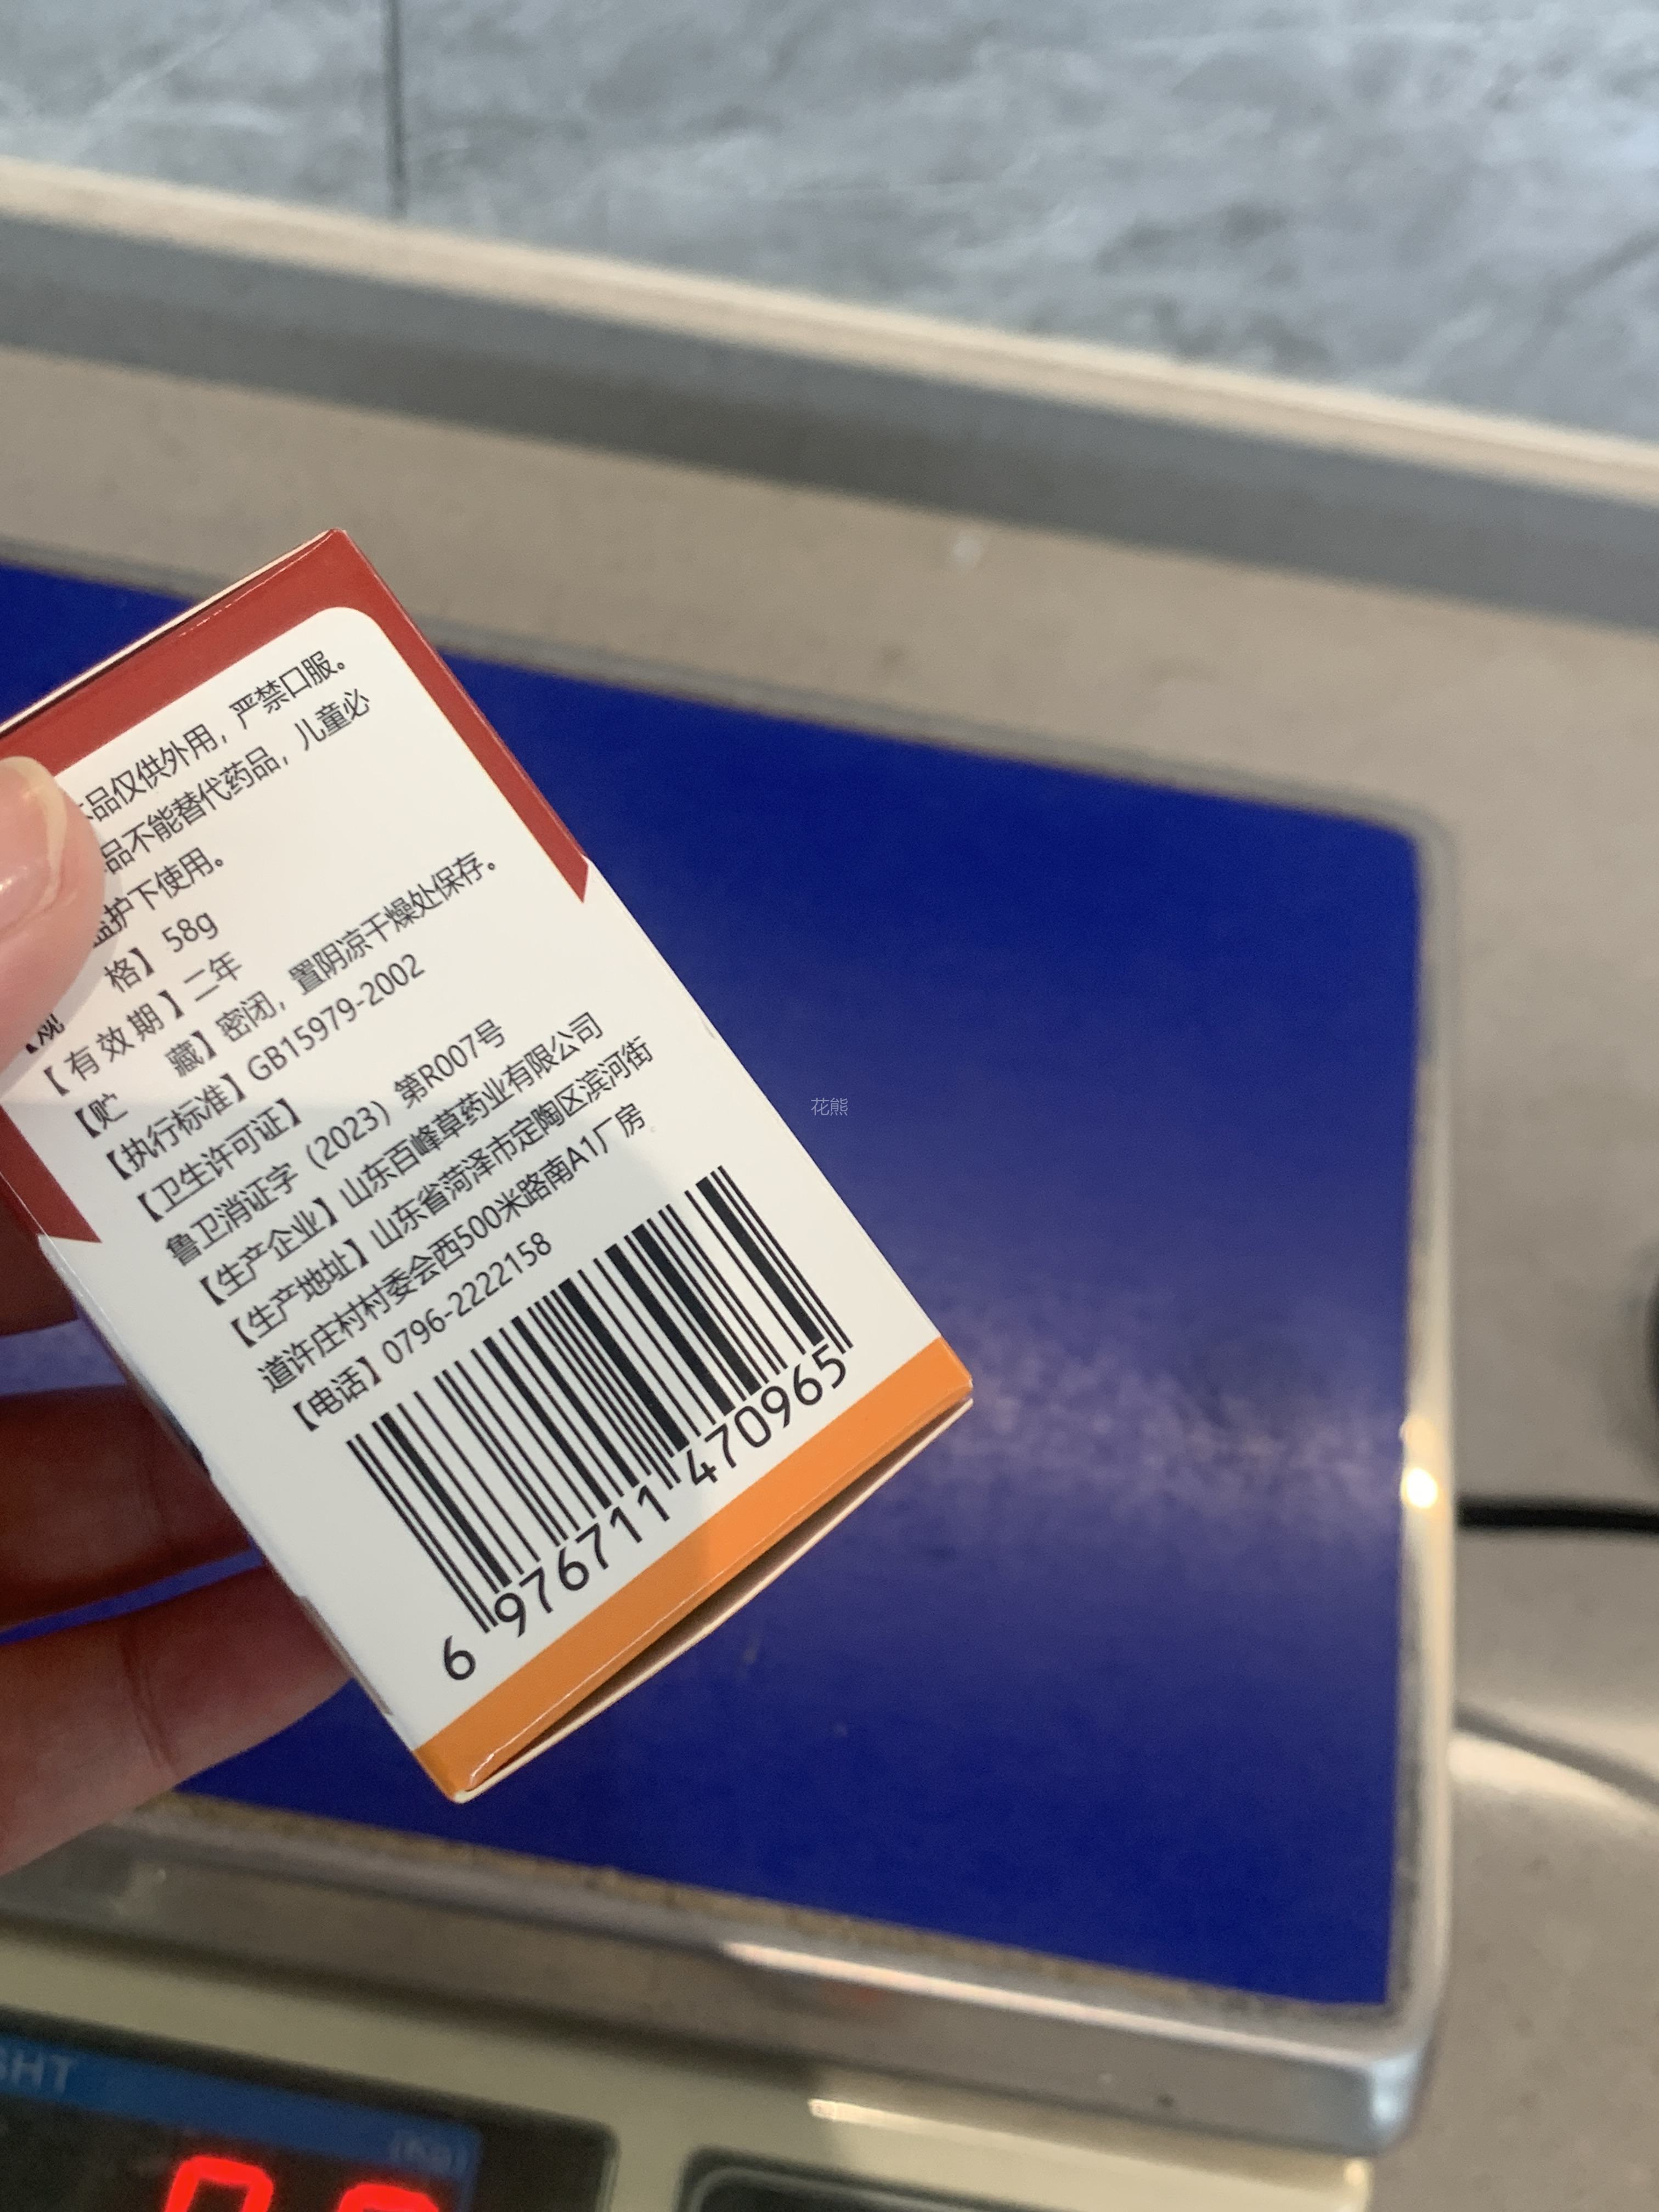 品仅供外用，严禁口服。
品不能替代药品，儿童必
监护下使用。
【规 格】58g
【有效期】二年
【贮 藏】密闭，置阴凉干燥处保存。
【执行标准】GB15979-2002
【卫生许可证】
鲁卫消证字（2023）第R007号
【生产企业】山东百峰草药业有限公司
【生产地址】山东省菏泽市定陶区滨河街
道许庄村村委会西500米路南A1厂房
【电话】0796-2222158
6 976711 470965
花熊
GHT
(Kg)